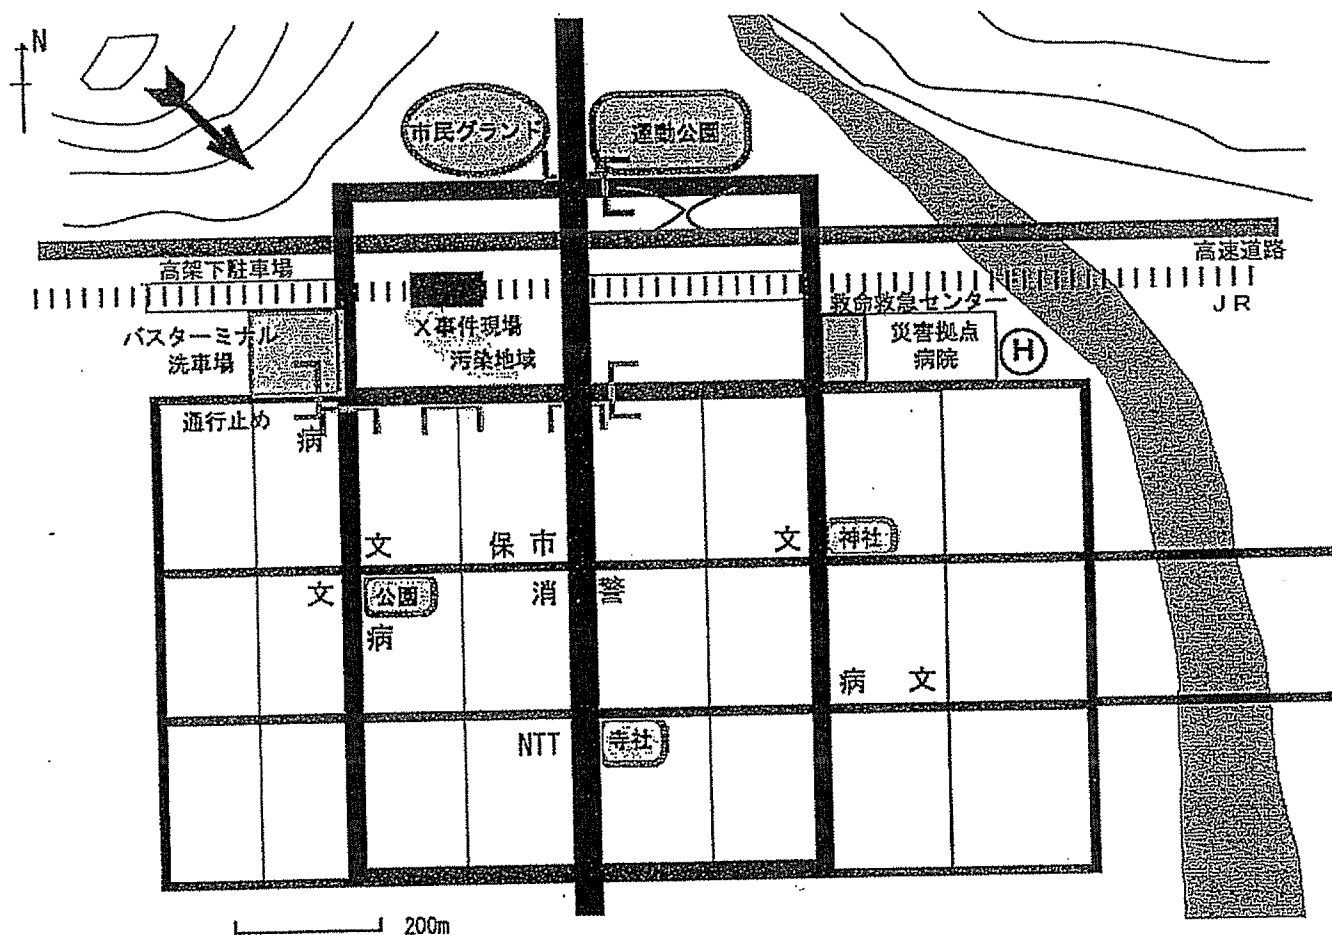 N
市民グランド
運動公園
高速道路
高架下駐車場
JR
救命救急センター
バスターミナル
洗車場
X事件現場
汚染地域
災害拠点
病院
H
通行止め
病
文
保 市
文
神社
文
公園
消
警
病
病
文
NTT
寺社
200m